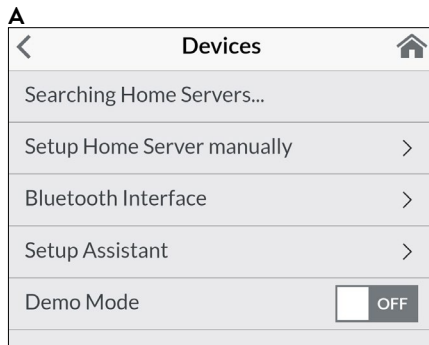 A
Devices
Searching Home Servers...
Setup Home Server manually
Bluetooth Interface
Setup Assistant
Demo Mode OFF